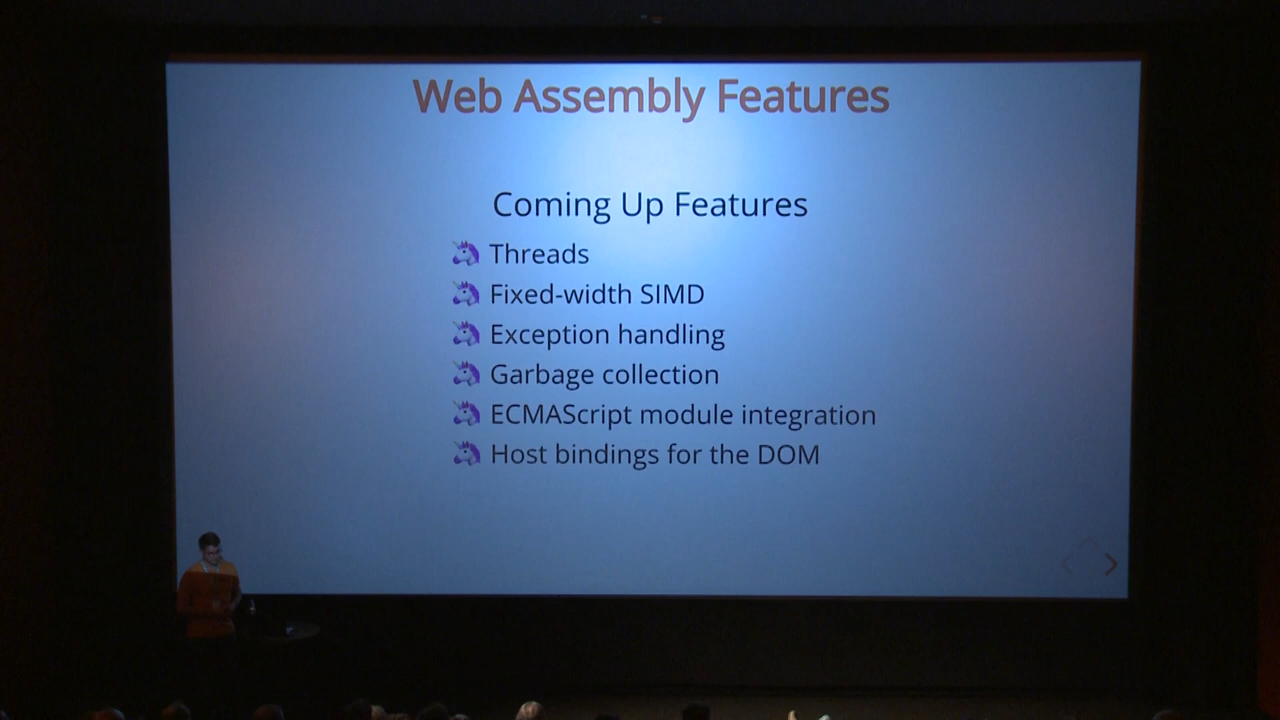 Web Assembly Features
Coming Up Features
Threads
Fixed-width SIMD
Exception handling
Garbage collection
ECMAScript module integration
Host bindings for the DOM